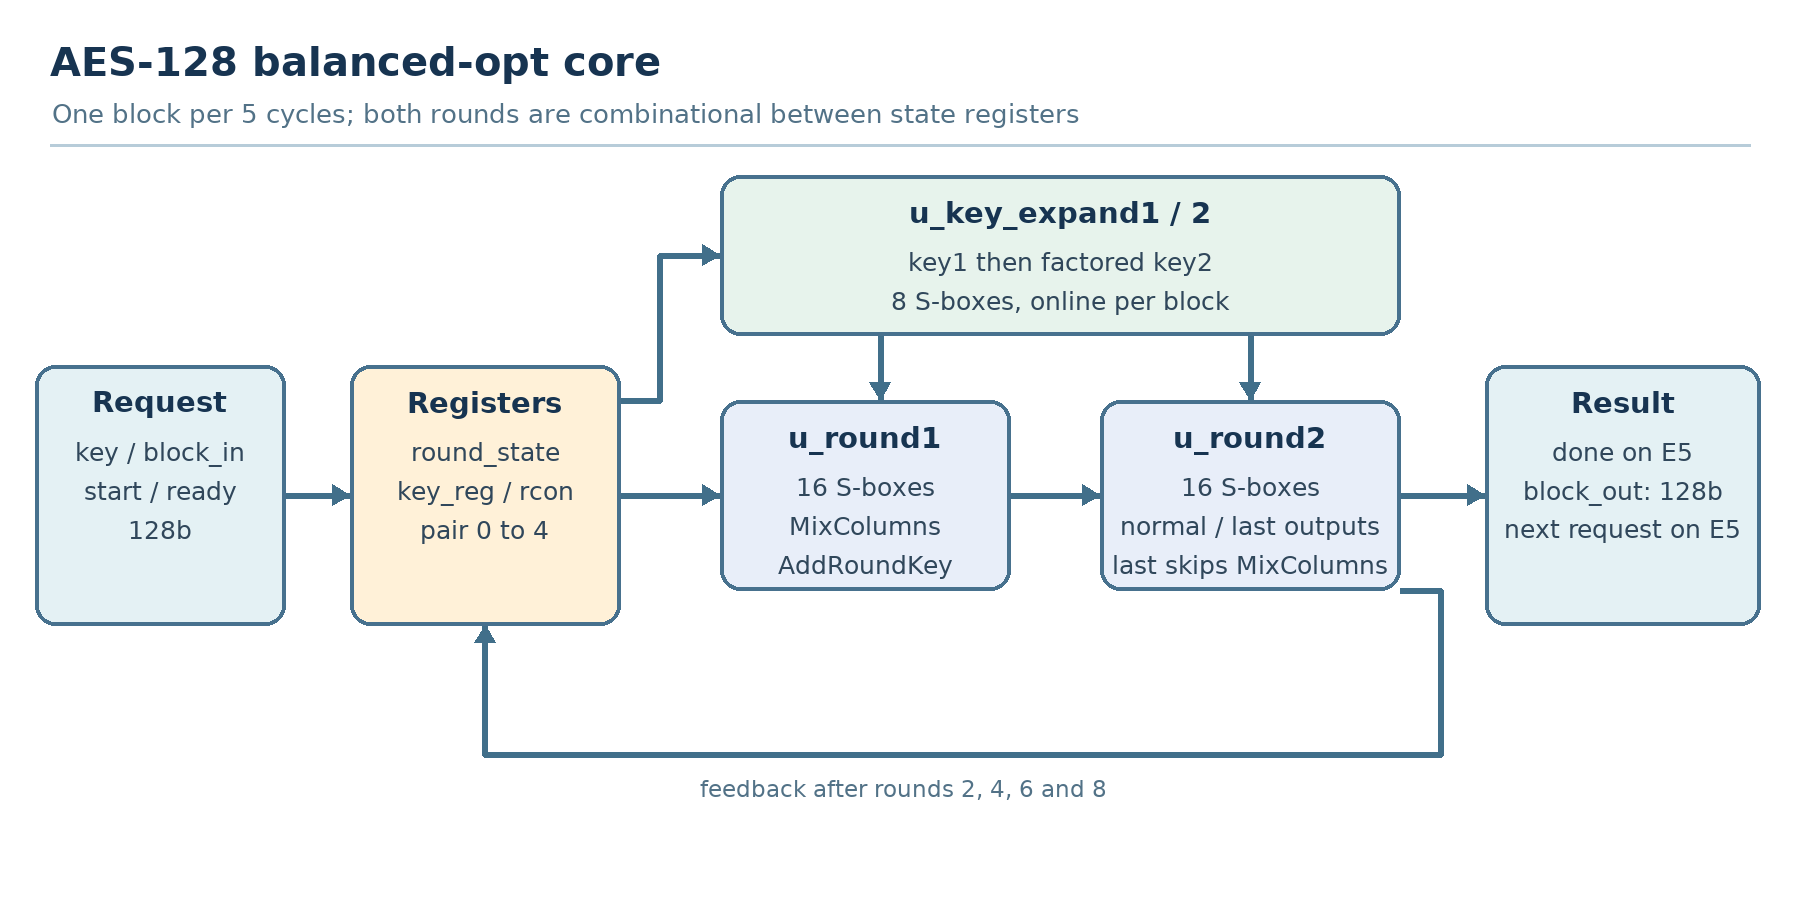 AES-128 balanced-opt core
One block per 5 cycles; both rounds are combinational between state registers
u_key_expand1 / 2
key1 then factored key2
8 S-boxes, online per block
Request
key / block_in
start / ready
128b
Registers
round_state
key_reg / rcon
pair 0 to 4
u_round1
16 S-boxes
MixColumns
AddRoundKey
u_round2
16 S-boxes
normal / last outputs
last skips MixColumns
Result
done on E5
block_out: 128b
next request on E5
feedback after rounds 2, 4, 6 and 8